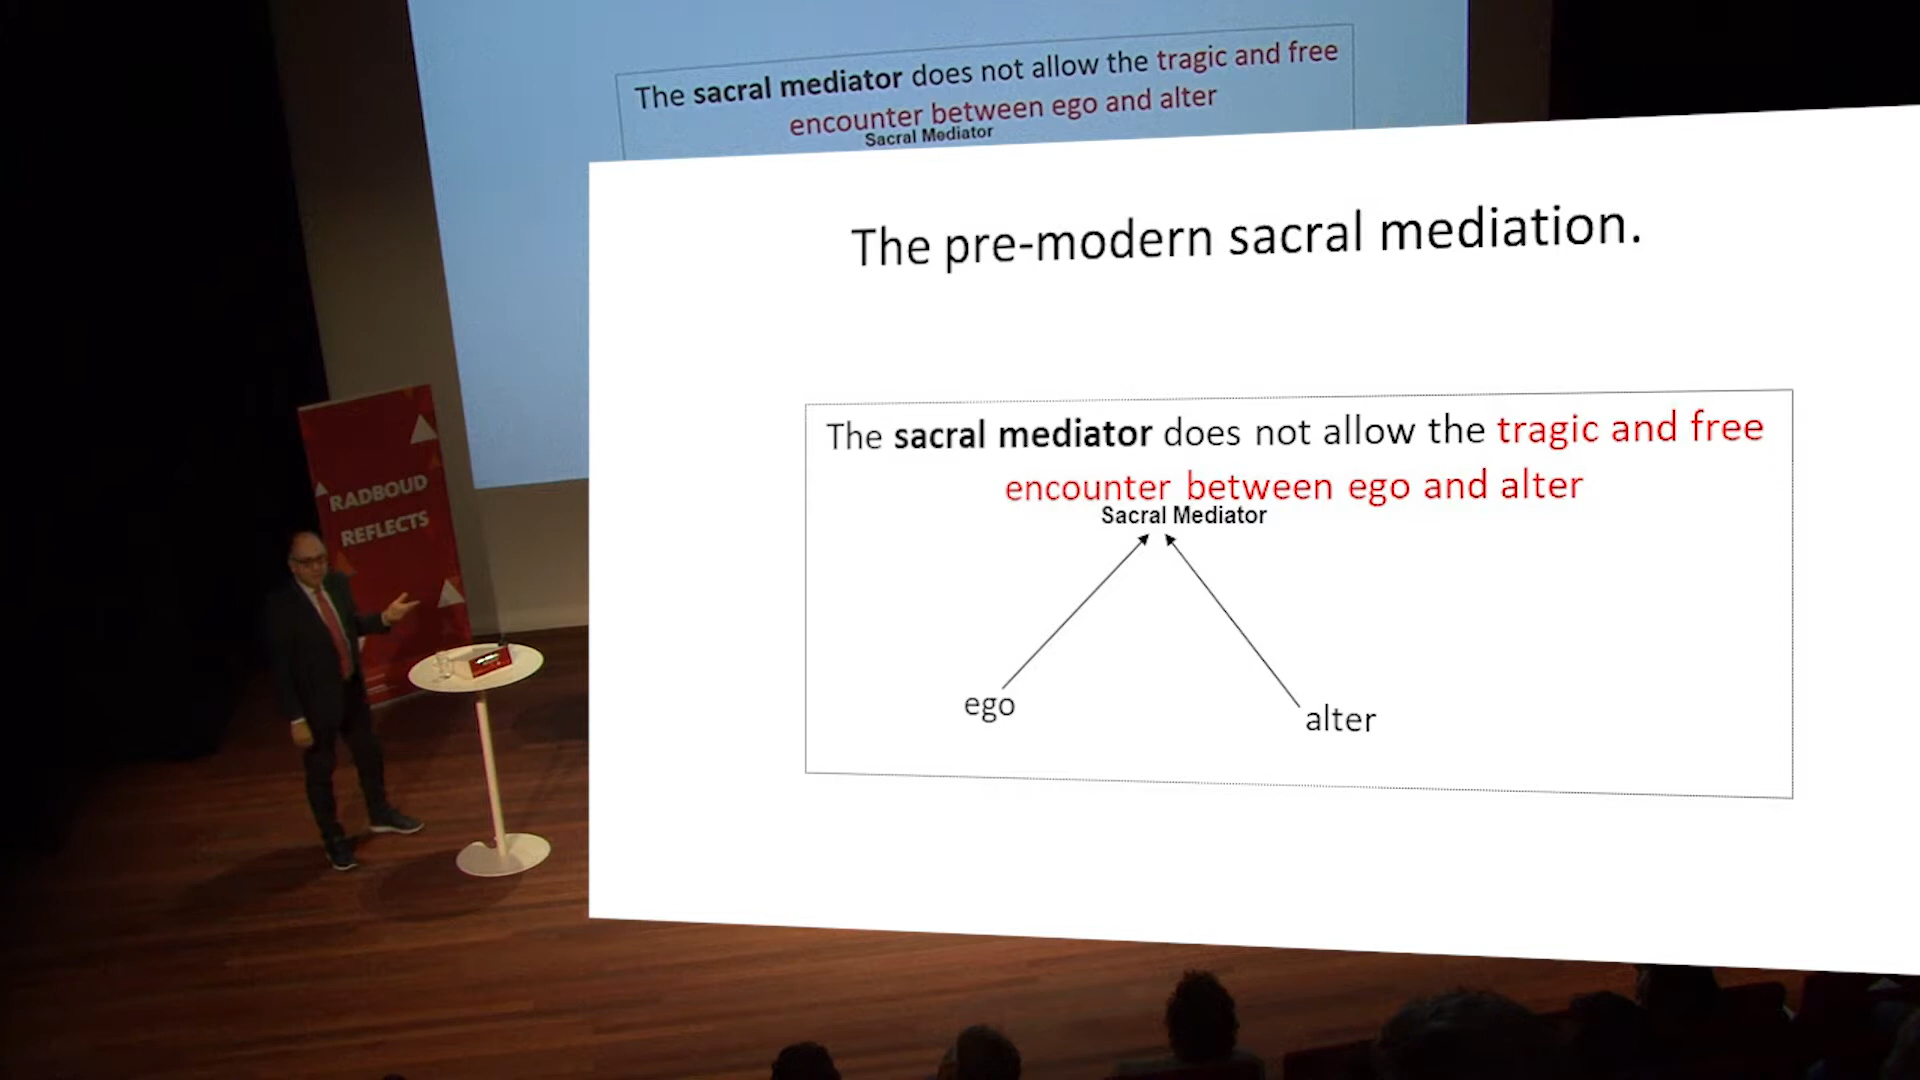 The sacral mediator does not allow the tragic and free
encounter between ego and alter
Sacral Mediator
The pre-modern sacral mediation.
The sacral mediator does not allow the tragic and free
encounter between ego and alter
Sacral Mediator
ego
alter
RADBOUD
REFLECTS